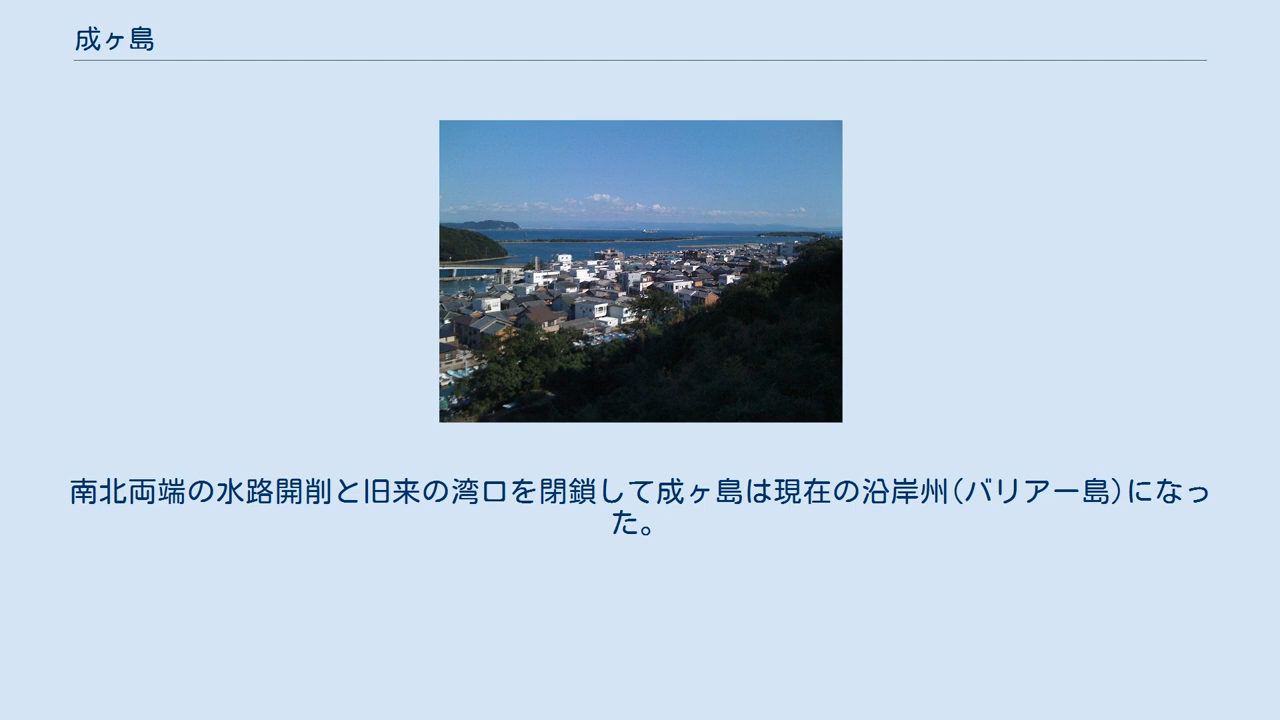 成ヶ島
南北両端の水路開削と旧来の湾口を閉鎖して成ヶ島は現在の沿岸州（バリアー島）になっ
た。